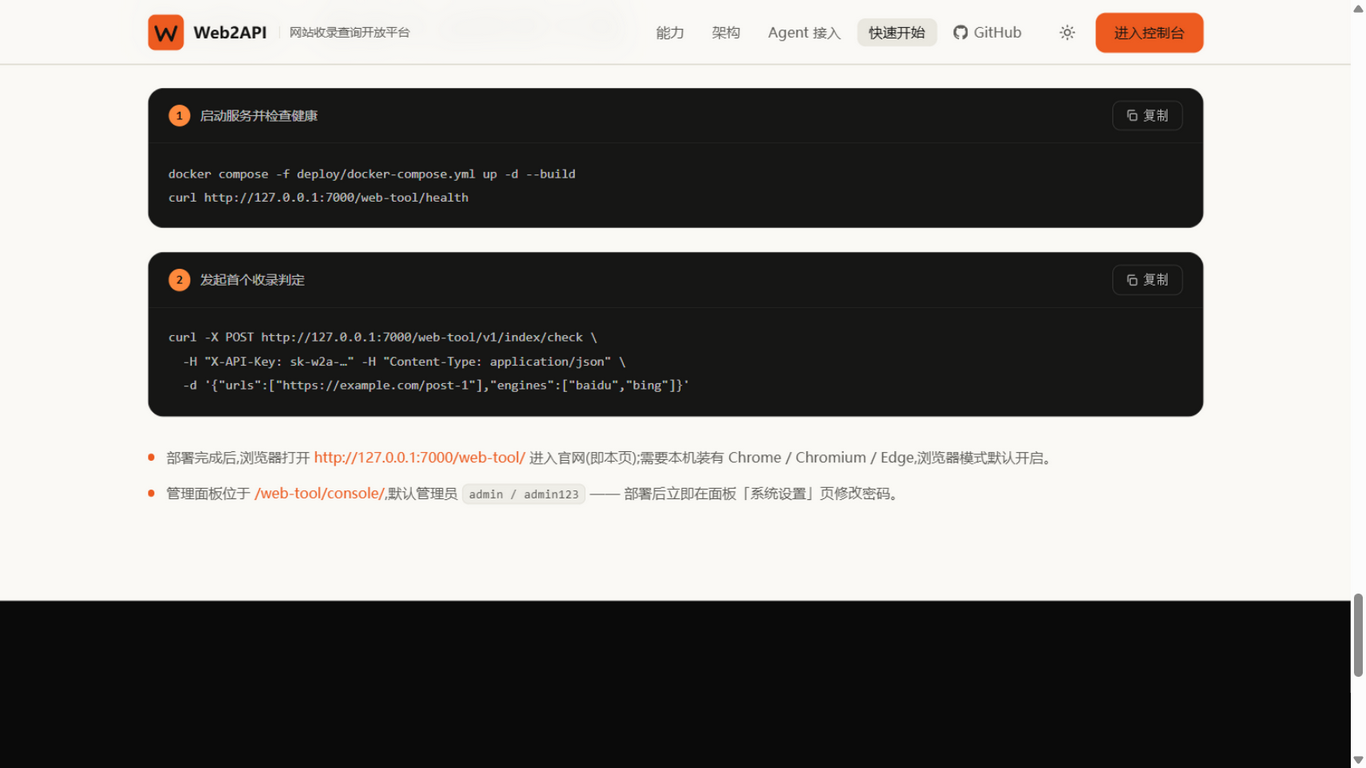 W Web2API 网站收录查询开放平台 能力 架构 Agent 接入 快速开始 GitHub 进入控制台
1 启动服务并检查健康 复制
docker compose -f deploy/docker-compose.yml up -d --build
curl http://127.0.0.1:7000/web-tool/health
2 发起首个收录判定 复制
curl -X POST http://127.0.0.1:7000/web-tool/v1/index/check \
-H "X-API-Key: sk-w2a-…" -H "Content-Type: application/json" \
-d '{"urls":["https://example.com/post-1"],"engines":["baidu","bing"]}'
部署完成后,浏览器打开 http://127.0.0.1:7000/web-tool/ 进入官网(即本页);需要本机装有 Chrome / Chromium / Edge,浏览器模式默认开启。
管理面板位于 /web-tool/console/,默认管理员 admin / admin123 —— 部署后立即在面板「系统设置」页修改密码。